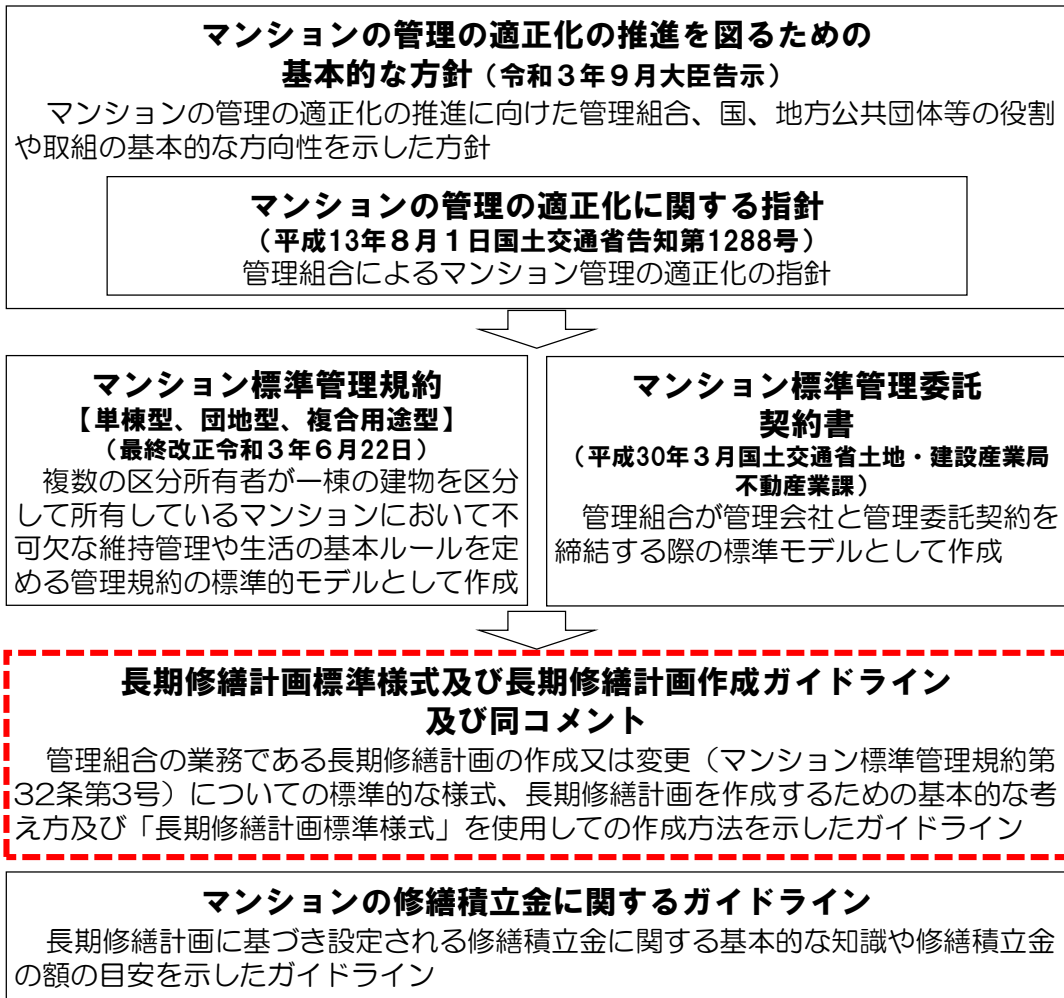 マンションの管理の適正化の推進を図るための
基本的な方針（令和３年９月大臣告示）
マンションの管理の適正化の推進に向けた管理組合、国、地方公共団体等の役割
や取組の基本的な方向性を示した方針
マンションの管理の適正化に関する指針
（平成13年８月１日国土交通省告知第1288号）
管理組合によるマンション管理の適正化の指針
マンション標準管理規約
【単棟型、団地型、複合用途型】
（最終改正令和３年６月22日）
複数の区分所有者が一棟の建物を区分
して所有しているマンションにおいて不
可欠な維持管理や生活の基本ルールを定
める管理規約の標準的モデルとして作成
マンション標準管理委託
契約書
（平成30年３月国土交通省土地・建設産業局
不動産業課）
管理組合が管理会社と管理委託契約を
締結する際の標準モデルとして作成
長期修繕計画標準様式及び長期修繕計画作成ガイドライン
及び同コメント
管理組合の業務である長期修繕計画の作成又は変更（マンション標準管理規約第
32条第3号）についての標準的な様式、長期修繕計画を作成するための基本的な考
え方及び「長期修繕計画標準様式」を使用しての作成方法を示したガイドライン
マンションの修繕積立金に関するガイドライン
長期修繕計画に基づき設定される修繕積立金に関する基本的な知識や修繕積立金
の額の目安を示したガイドライン